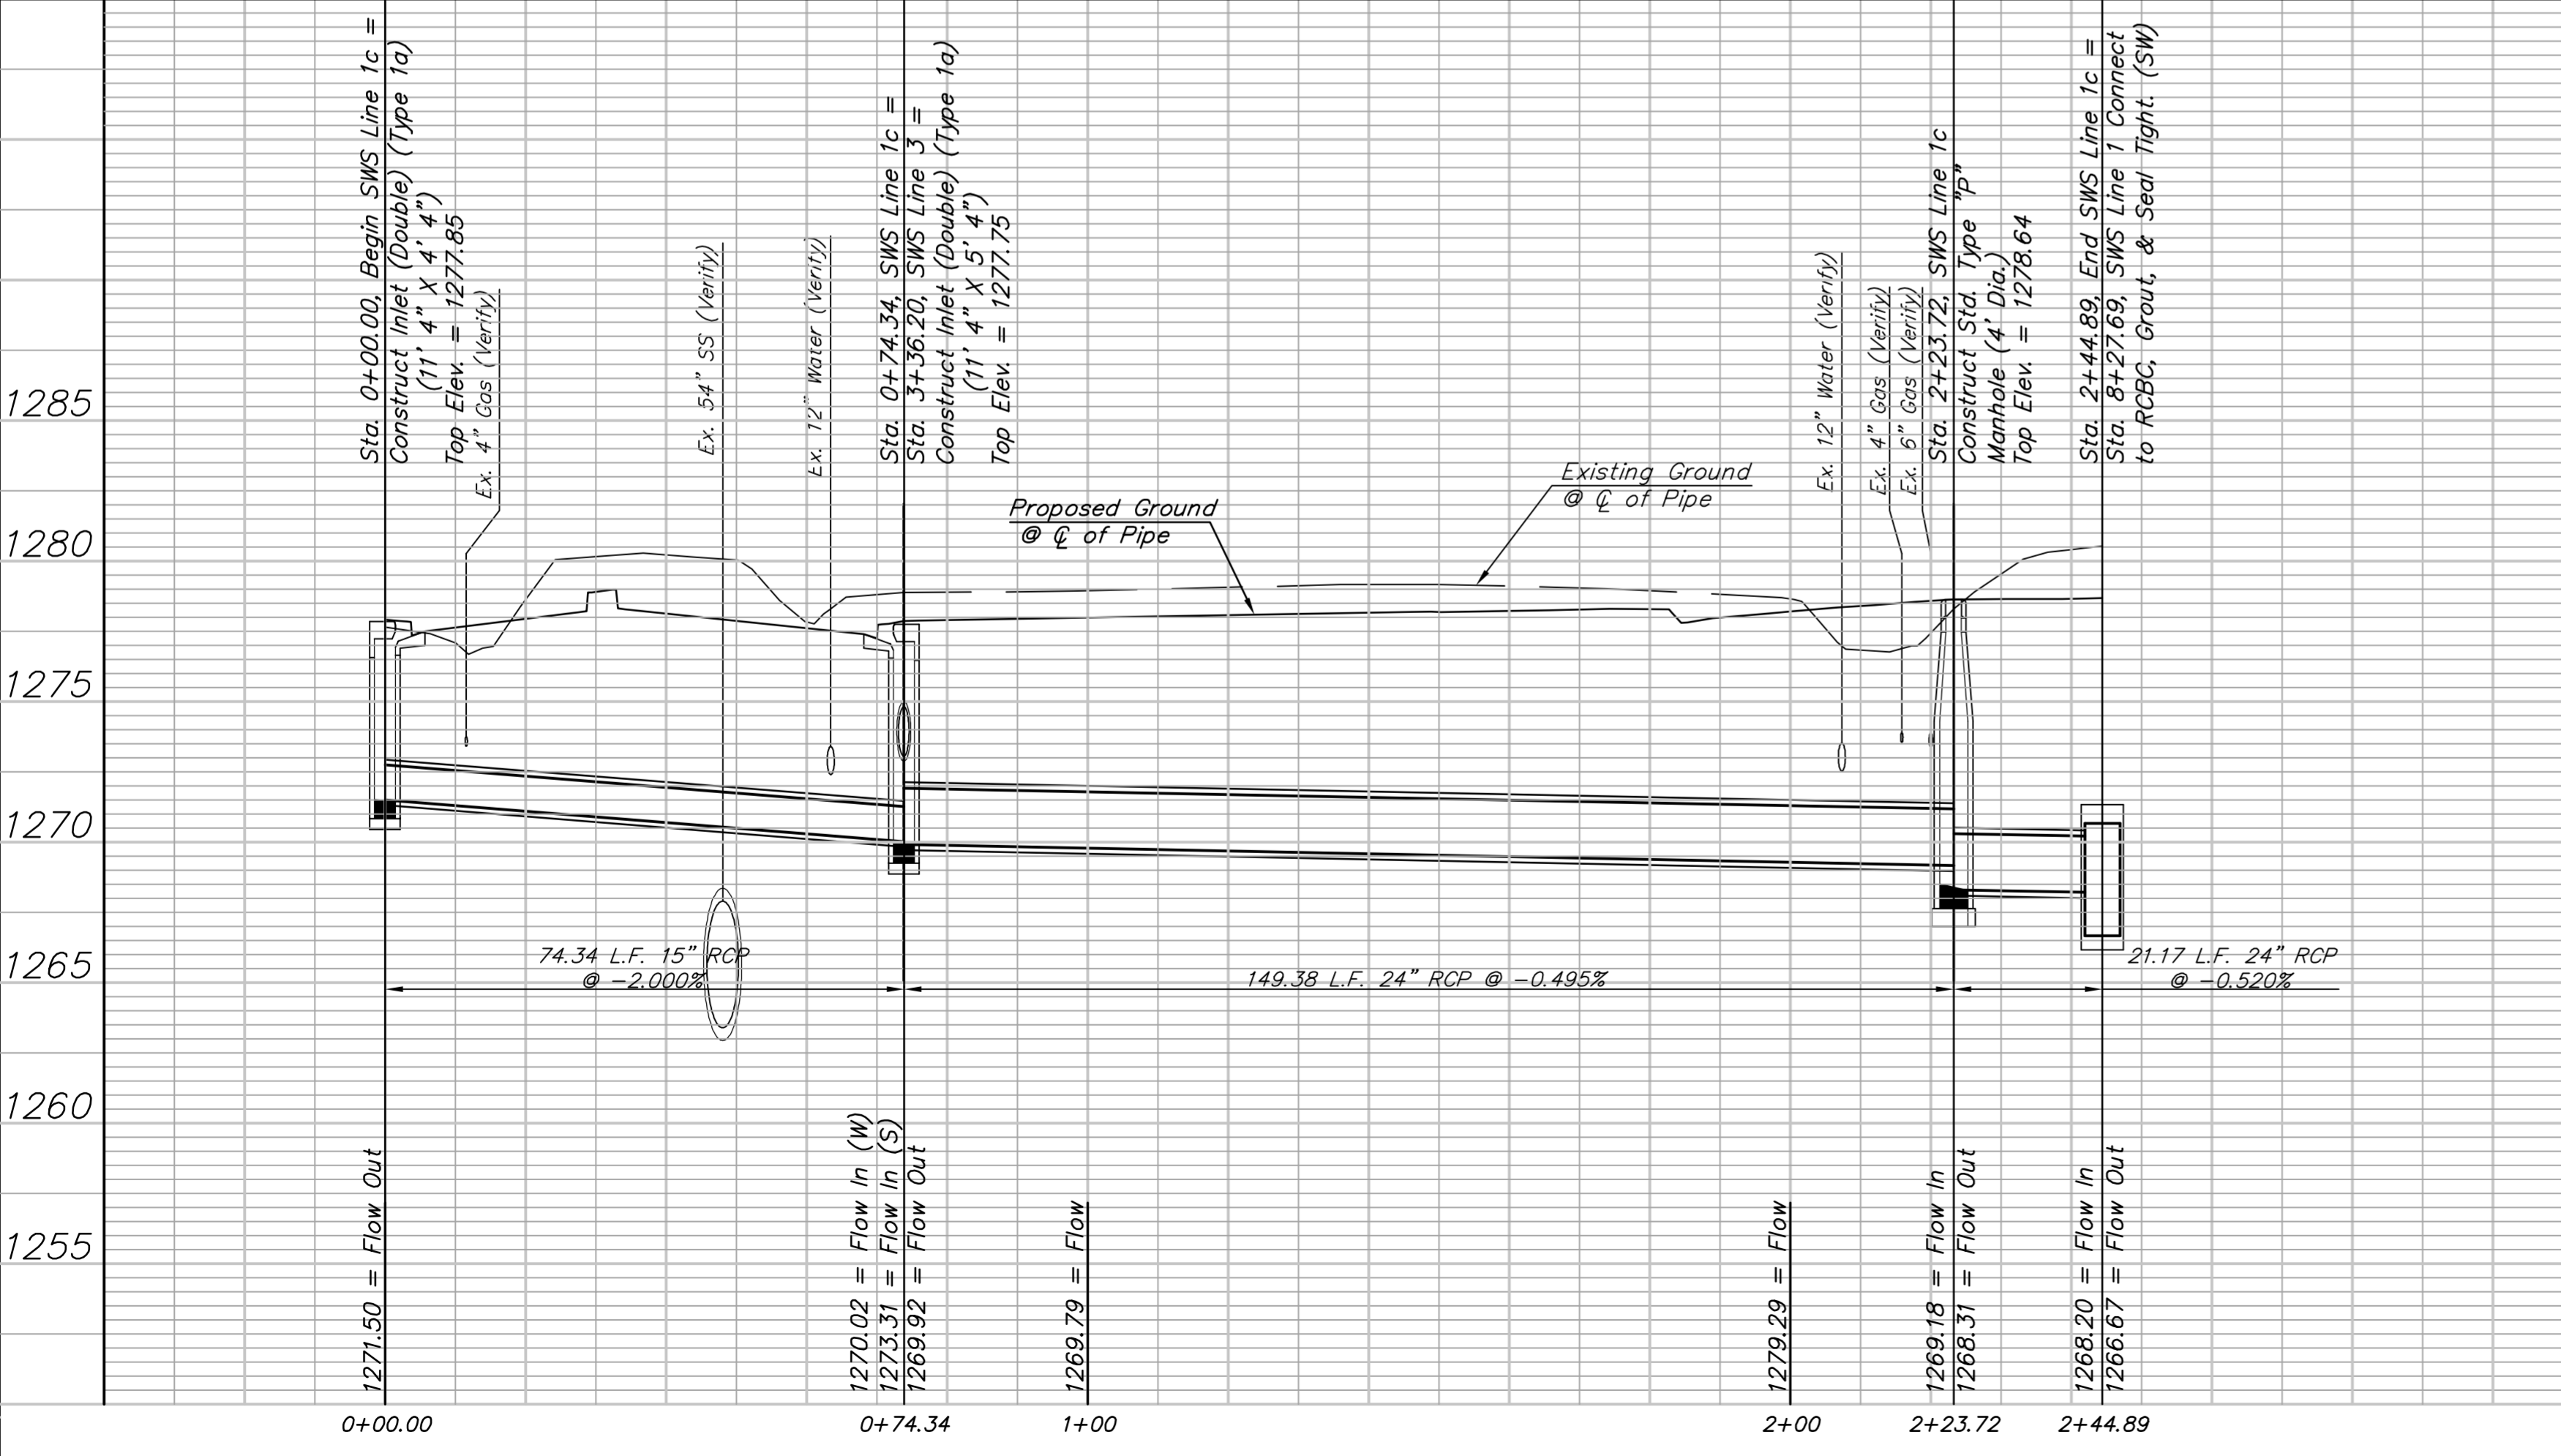 Sta. 0+00.00, Begin SWS Line 1c =
Construct Inlet (Double) (Type 1a)
(11' 4" X 4' 4")
Top Elev. = 1277.85
Ex. 4" Gas (Verify)
Ex. 54" SS (Verify)
Ex. 12" Water (Verify)
Sta. 0+74.34, SWS Line 1c =
Sta. 3+36.20, SWS Line 3 =
Construct Inlet (Double) (Type 1a)
(11' 4" X 5' 4")
Top Elev. = 1277.75
Proposed Ground
@ ℄ of Pipe
Existing Ground
@ ℄ of Pipe
Ex. 12" Water (Verify)
Ex. 4" Gas (Verify)
Ex. 6" Gas (Verify)
Sta. 2+23.72, SWS Line 1c
Construct Std. Type "P"
Manhole (4' Dia.)
Top Elev. = 1278.64
Sta. 2+44.89, End SWS Line 1c =
Sta. 8+27.69, SWS Line 1 Connect
to RCBC, Grout, & Seal Tight. (SW)
1285
1280
1275
1270
1265
1260
1255
74.34 L.F. 15" RCP
@ -2.000%
149.38 L.F. 24" RCP @ -0.495%
21.17 L.F. 24" RCP
@ -0.520%
1271.50 = Flow Out
1270.02 = Flow In (W)
1273.31 = Flow In (S)
1269.92 = Flow Out
1269.79 = Flow
1279.29 = Flow
1269.18 = Flow In
1268.31 = Flow Out
1268.20 = Flow In
1266.67 = Flow Out
0+00.00
0+74.34
1+00
2+00
2+23.72
2+44.89